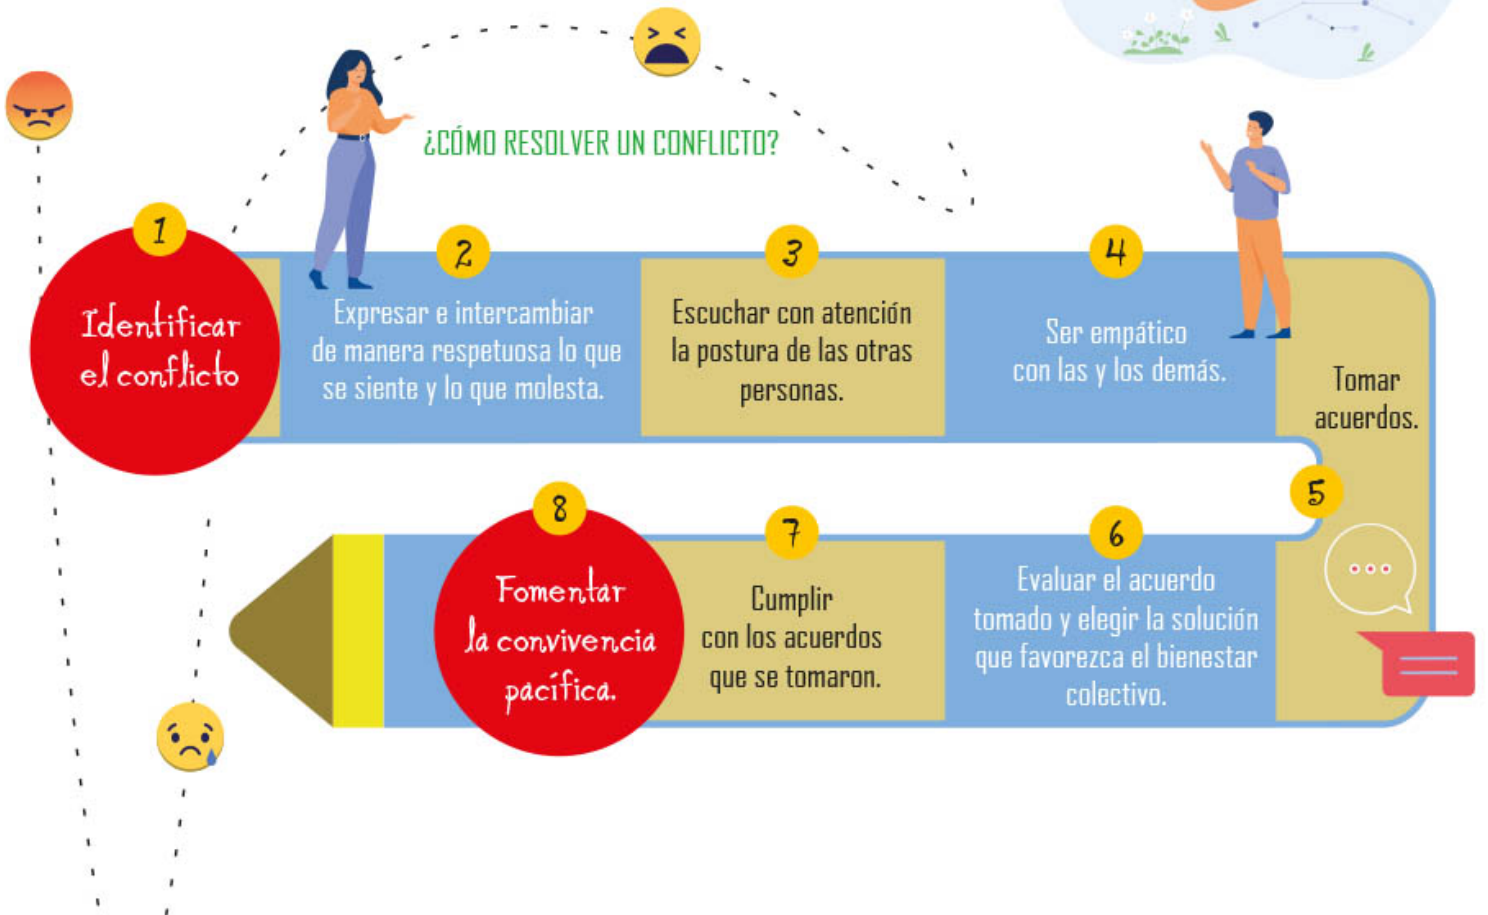 ¿CÓMO RESOLVER UN CONFLICTO?
1
Identificar
el conflicto
2
Expresar e intercambiar
de manera respetuosa lo que
se siente y lo que molesta.
3
Escuchar con atención
la postura de las otras
personas.
4
Ser empático
con las y los demás.
5
Tomar
acuerdos.
6
Evaluar el acuerdo
tomado y elegir la solución
que favorezca el bienestar
colectivo.
7
Cumplir
con los acuerdos
que se tomaron.
8
Fomentar
la convivencia
pacífica.